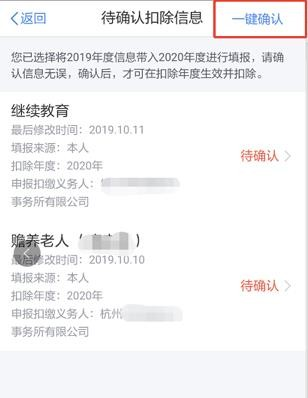 返回
待确认扣除信息
一键确认
您已选择将2019年度信息带入2020年度进行填报，请确
认信息无误，确认后，才可在扣除年度生效并扣除。
继续教育
最后修改时间：2019.10.11
填报来源：本人
待确认
扣除年度：2020年
申报扣缴义务人：
事务所有限公司
赡养老人（
）
最后修改时间：2019.10.10
填报来源：本人
待确认
扣除年度：2020年
申报扣缴义务人：杭州
事务所有限公司